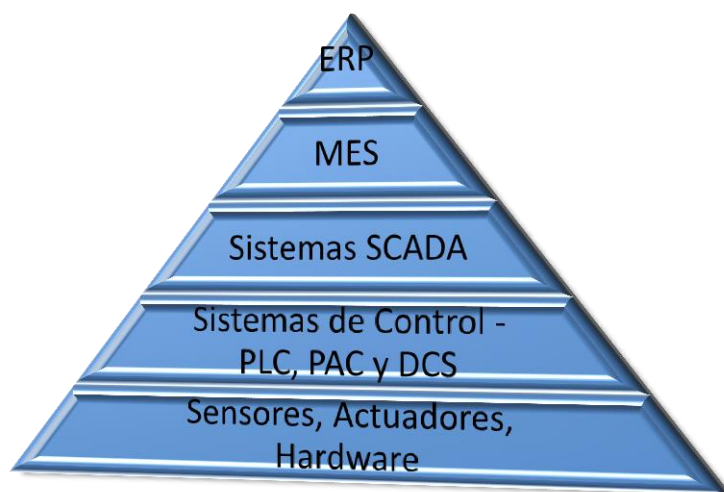 ERP
MES
Sistemas SCADA
Sistemas de Control -
PLC, PAC y DCS
Sensores, Actuadores,
Hardware